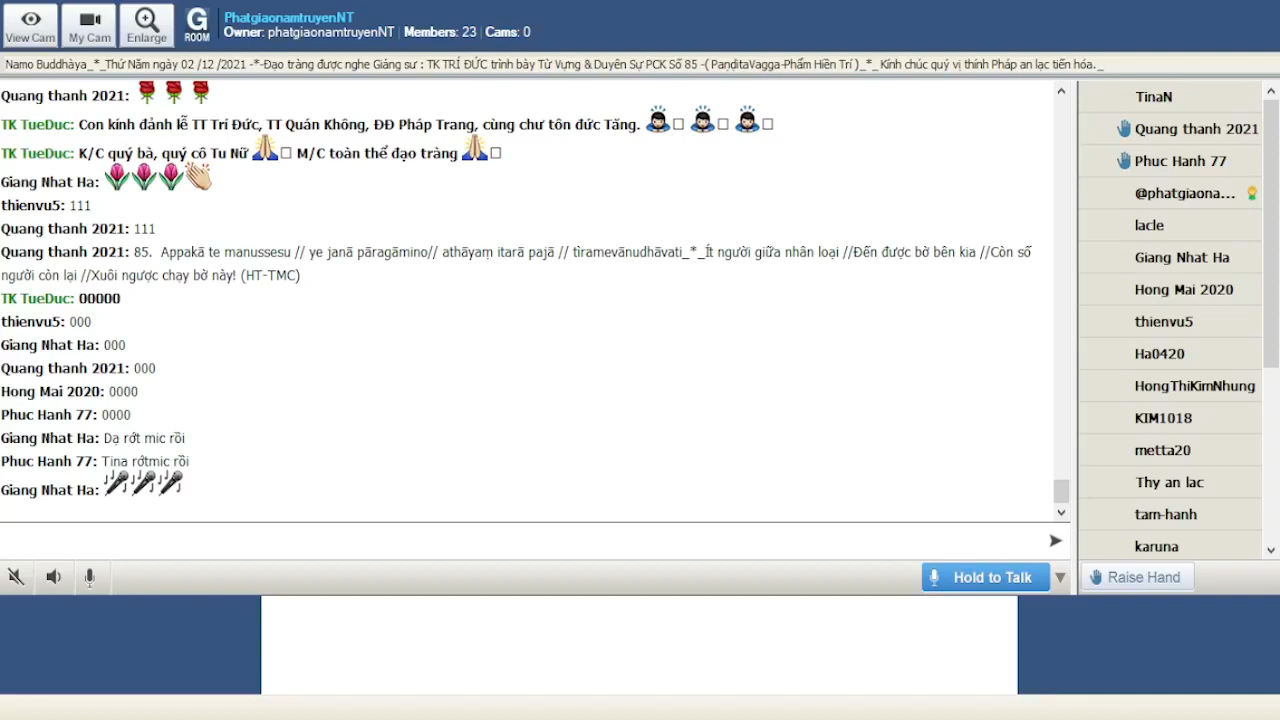 View Cam
My Cam
Enlarge
G
ROOM
PhatgiaonamtruyenNT
Owner: phatgiaonamtruyenNT | Members: 23 | Cams: 0
Namo Buddhàya_*_Thứ Năm ngày 02 /12 /2021 -*-Đạo tràng được nghe Giảng sư : TK TRÍ ĐỨC trình bày Từ Vựng & Duyên Sự PCK Số 85 -( PaṇḍitaVagga-Phẩm Hiền Trí )_*_ Kính chúc quý vị thính Pháp an lạc tiến hóa._
Quang thanh 2021:
TK TueDuc: Con kính đảnh lễ TT Trí Đức, TT Quán Không, ĐĐ Pháp Trang, cùng chư tôn đức Tăng.
TK TueDuc: K/C quý bà, quý cô Tu Nữ M/C toàn thể đạo tràng
Giang Nhat Ha:
thienvu5: 111
Quang thanh 2021: 111
Quang thanh 2021: 85. Appakā te manussesu // ye janā pāragāmino// athāyaṃ itarā pajā // tìramevānudhāvati_*_Ít người giữa nhân loại //Đến được bờ bên kia //Còn số
người còn lại //Xuôi ngược chạy bờ này! (HT-TMC)
TK TueDuc: 00000
thienvu5: 000
Giang Nhat Ha: 000
Quang thanh 2021: 000
Hong Mai 2020: 0000
Phuc Hanh 77: 0000
Giang Nhat Ha: Dạ rớt mic rồi
Phuc Hanh 77: Tina rớtmic rồi
Giang Nhat Ha:
Hold to Talk
TinaN
Quang thanh 2021
Phuc Hanh 77
@phatgiaona...
lacle
Giang Nhat Ha
Hong Mai 2020
thienvu5
Ha0420
HongThiKimNhung
KIM1018
metta20
Thy an lac
tam-hanh
karuna
Raise Hand